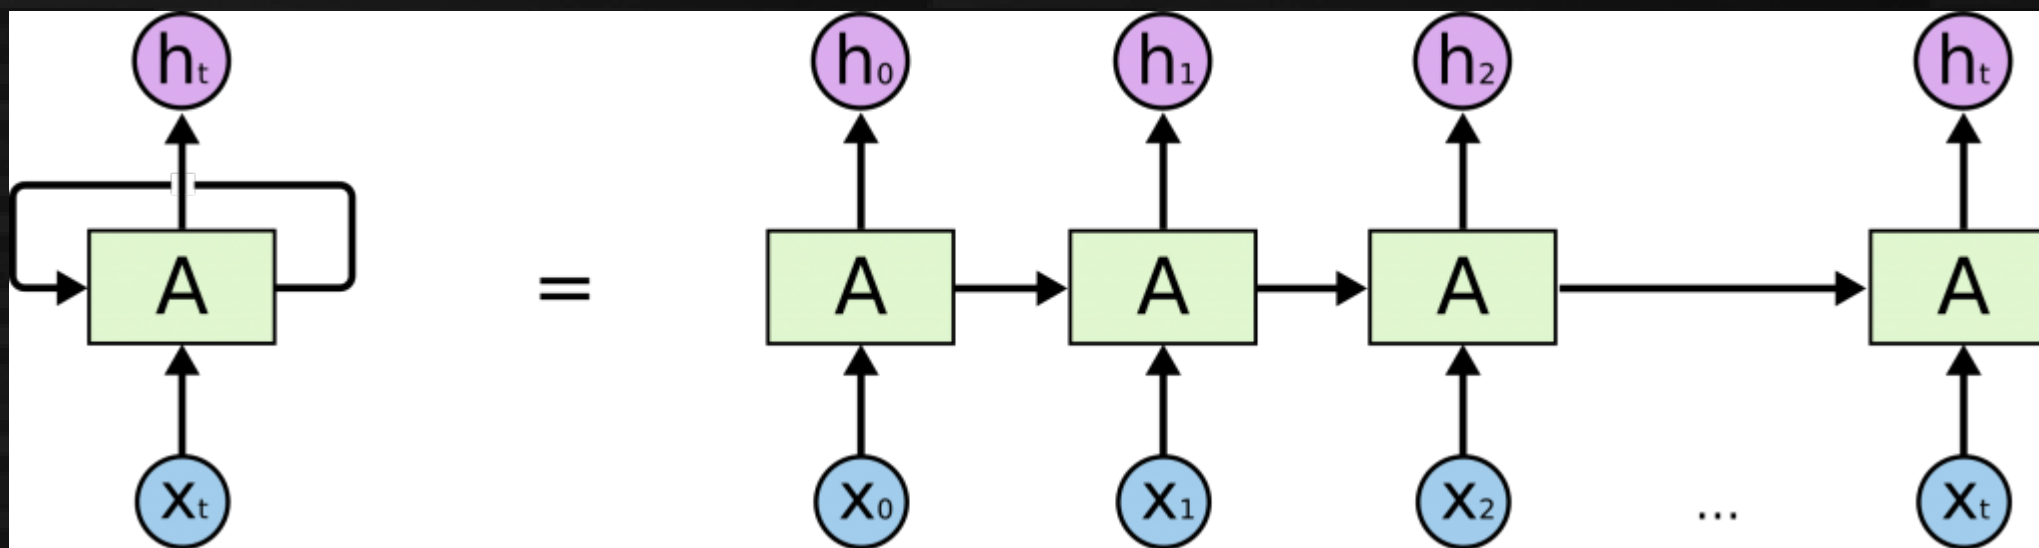 ht h0 h1 h2 ht
A = A A A A
xt x0 x1 x2 ... xt